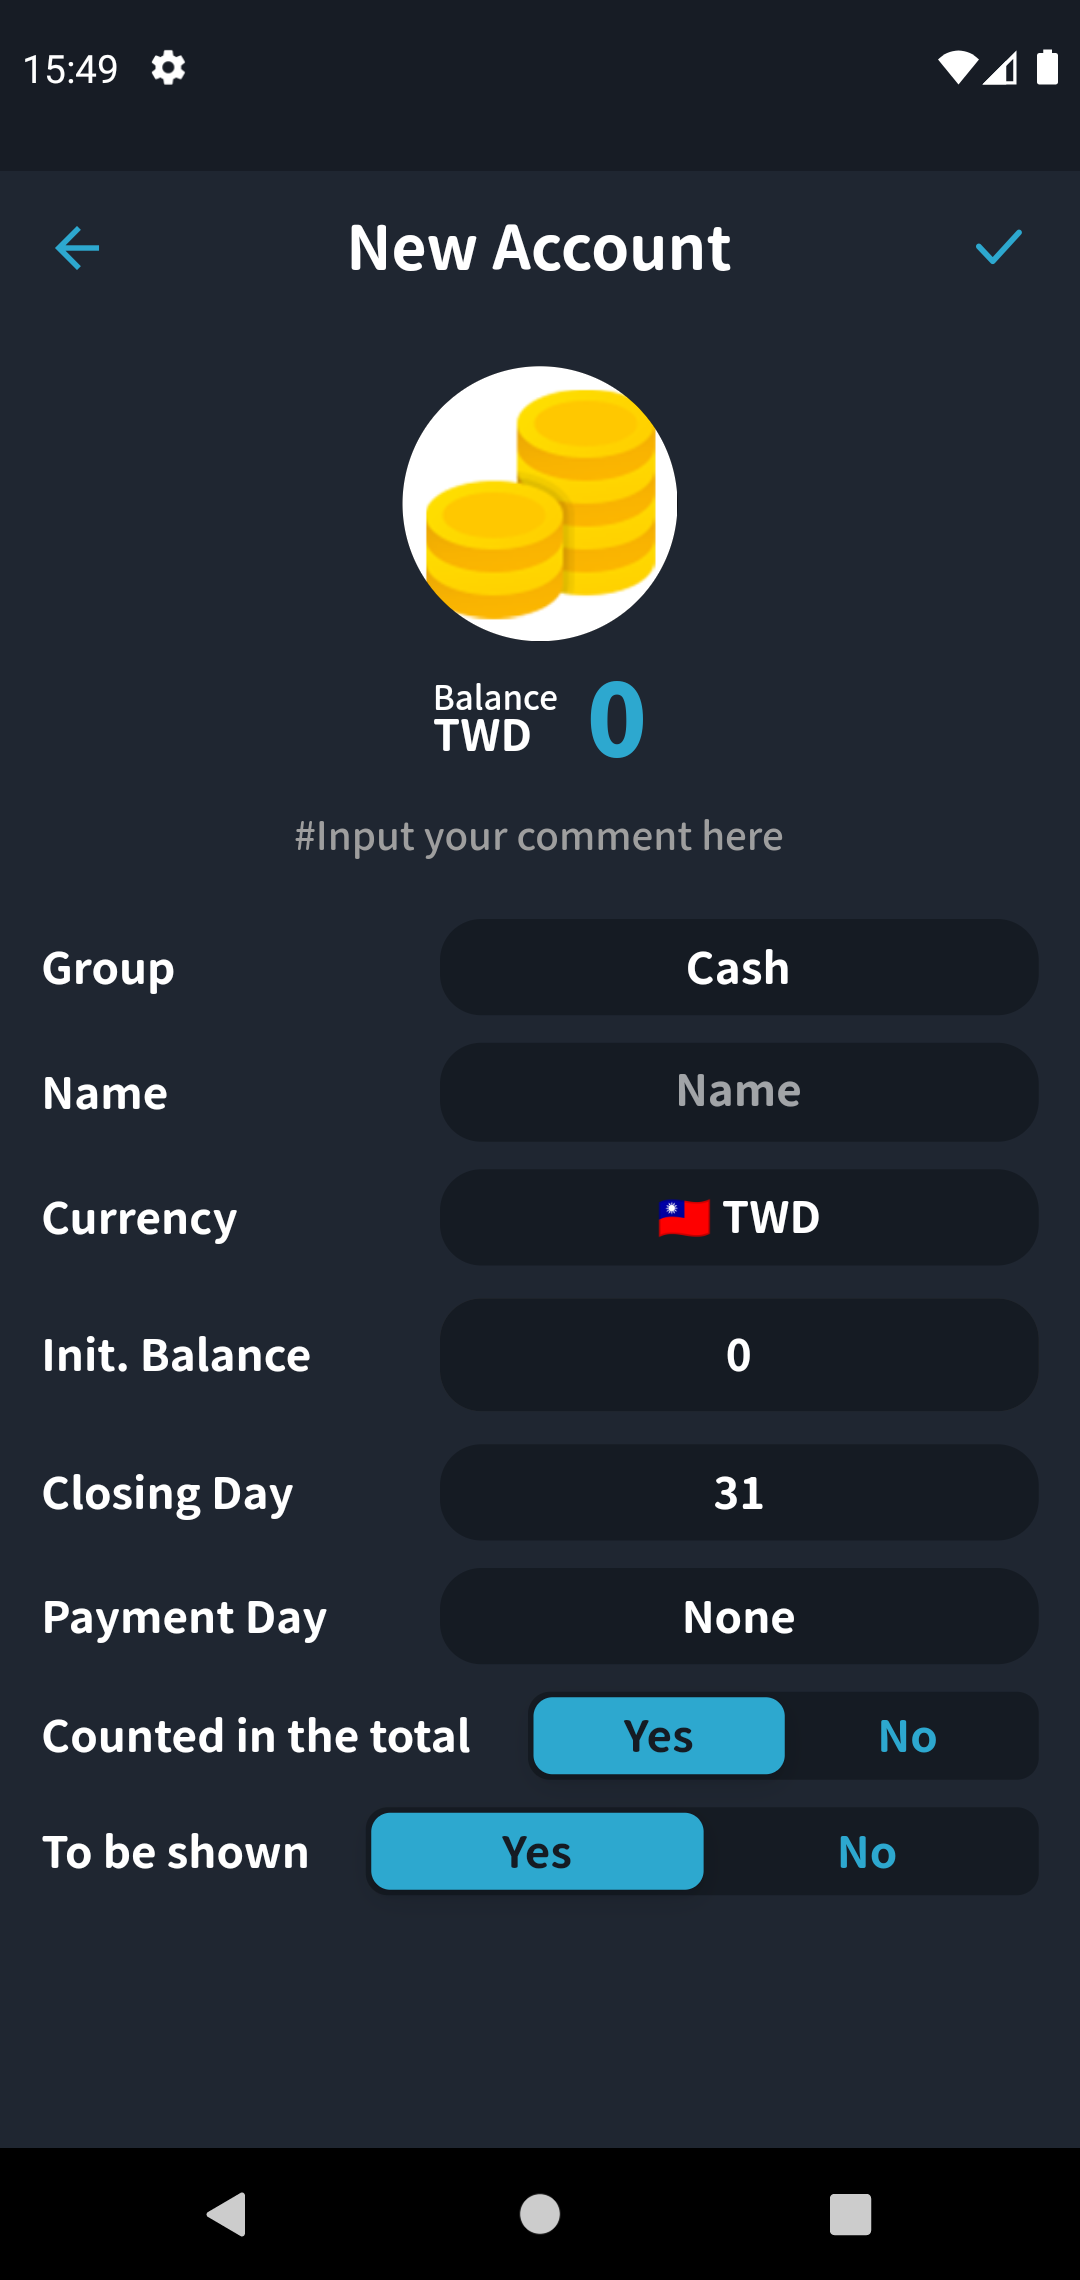 15:49
New Account
Balance
TWD
0
#Input your comment here
Group
Cash
Name
Name
Currency
🇹🇼 TWD
Init. Balance
0
Closing Day
31
Payment Day
None
Counted in the total
Yes
No
To be shown
Yes
No